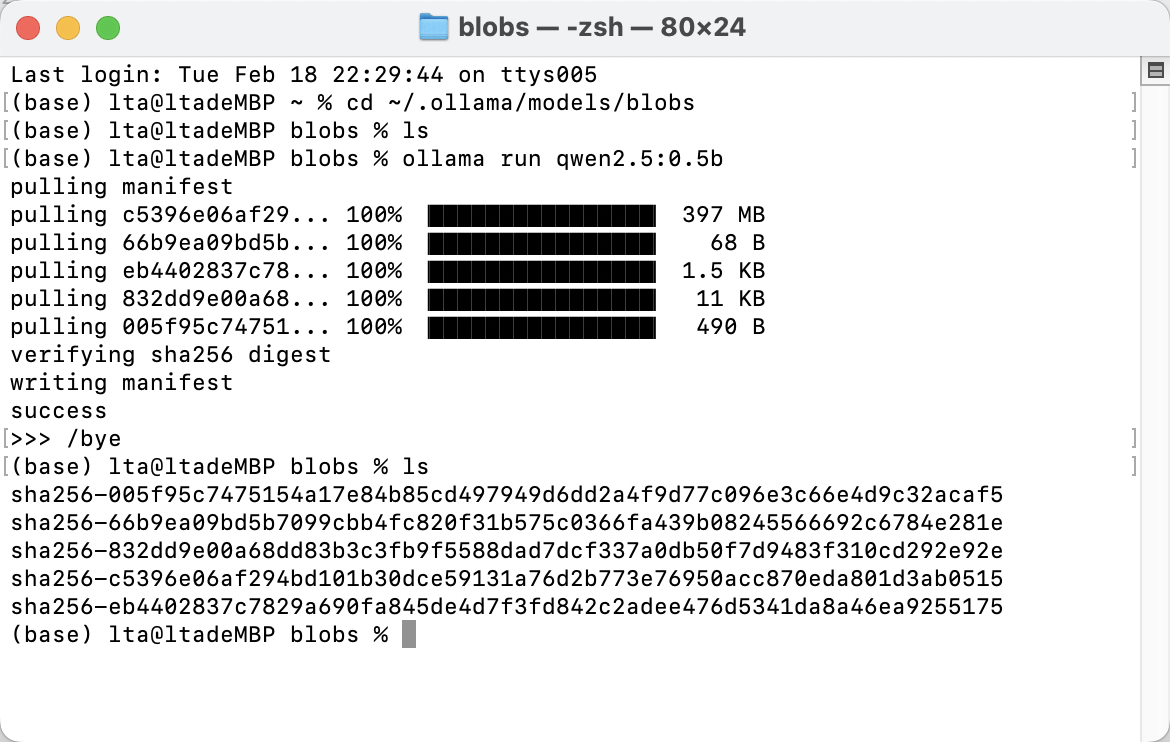 blobs — -zsh — 80×24
Last login: Tue Feb 18 22:29:44 on ttys005
[(base) lta@ltadeMBP ~ % cd ~/.ollama/models/blobs ]
[(base) lta@ltadeMBP blobs % ls ]
[(base) lta@ltadeMBP blobs % ollama run qwen2.5:0.5b ]
pulling manifest
pulling c5396e06af29... 100% 397 MB
pulling 66b9ea09bd5b... 100% 68 B
pulling eb4402837c78... 100% 1.5 KB
pulling 832dd9e00a68... 100% 11 KB
pulling 005f95c74751... 100% 490 B
verifying sha256 digest
writing manifest
success
[>>> /bye ]
[(base) lta@ltadeMBP blobs % ls ]
sha256-005f95c7475154a17e84b85cd497949d6dd2a4f9d77c096e3c66e4d9c32acaf5
sha256-66b9ea09bd5b7099cbb4fc820f31b575c0366fa439b08245566692c6784e281e
sha256-832dd9e00a68dd83b3c3fb9f5588dad7dcf337a0db50f7d9483f310cd292e92e
sha256-c5396e06af294bd101b30dce59131a76d2b773e76950acc870eda801d3ab0515
sha256-eb4402837c7829a690fa845de4d7f3fd842c2adee476d5341da8a46ea9255175
(base) lta@ltadeMBP blobs %